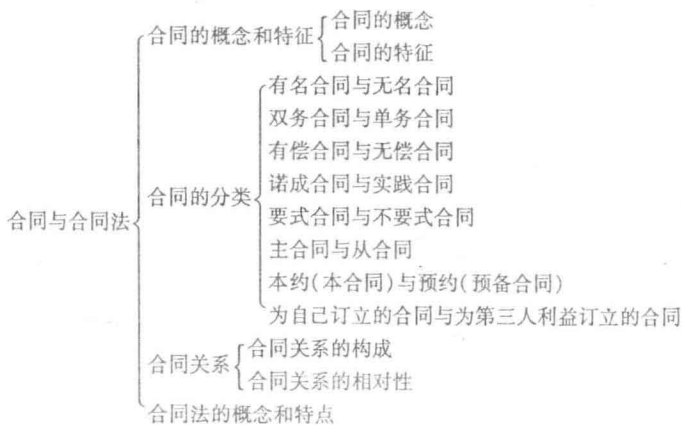 合同与合同法
合同的概念和特征
合同的概念
合同的特征
合同的分类
有名合同与无名合同
双务合同与单务合同
有偿合同与无偿合同
诺成合同与实践合同
要式合同与不要式合同
主合同与从合同
本约(本合同)与预约(预备合同)
为自己订立的合同与为第三人利益订立的合同
合同关系
合同关系的构成
合同关系的相对性
合同法的概念和特点